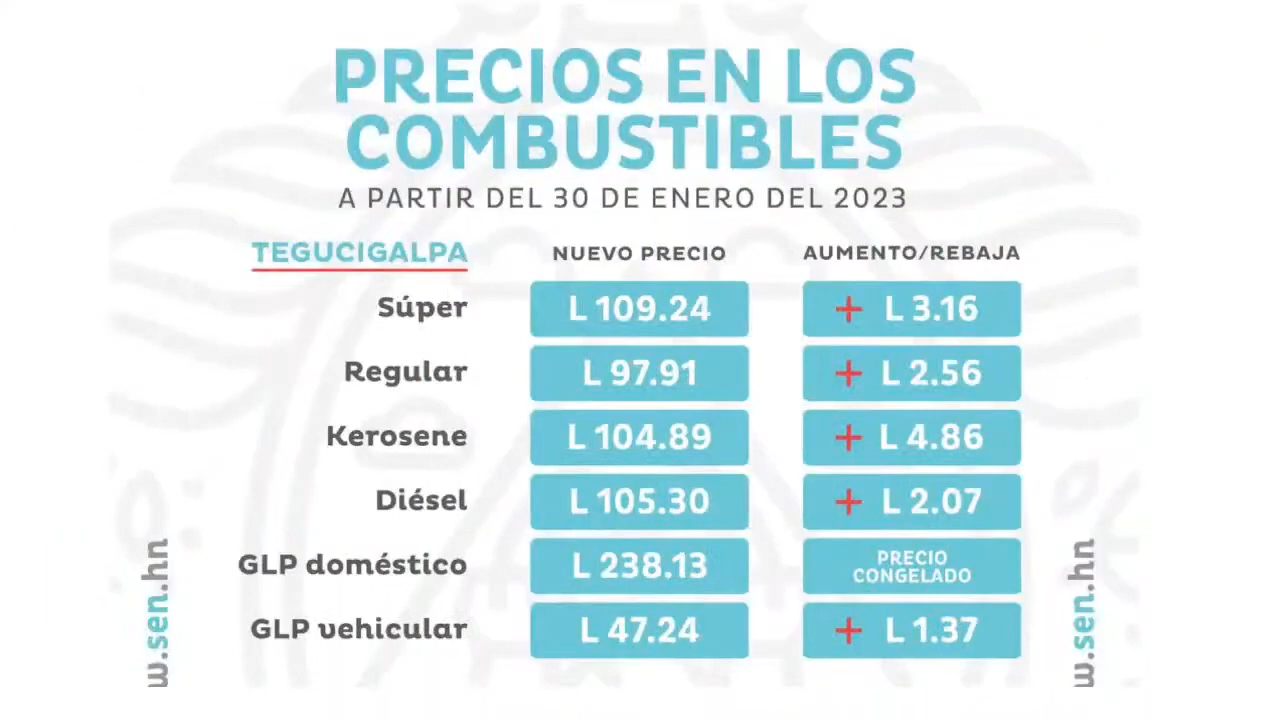 PRECIOS EN LOS
COMBUSTIBLES
A PARTIR DEL 30 DE ENERO DEL 2023
TEGUCIGALPA NUEVO PRECIO AUMENTO/REBAJA
Súper L 109.24 + L 3.16
Regular L 97.91 + L 2.56
Kerosene L 104.89 + L 4.86
Diésel L 105.30 + L 2.07
GLP doméstico L 238.13 PRECIO CONGELADO
GLP vehicular L 47.24 + L 1.37
w.sen.hn
w.sen.hn